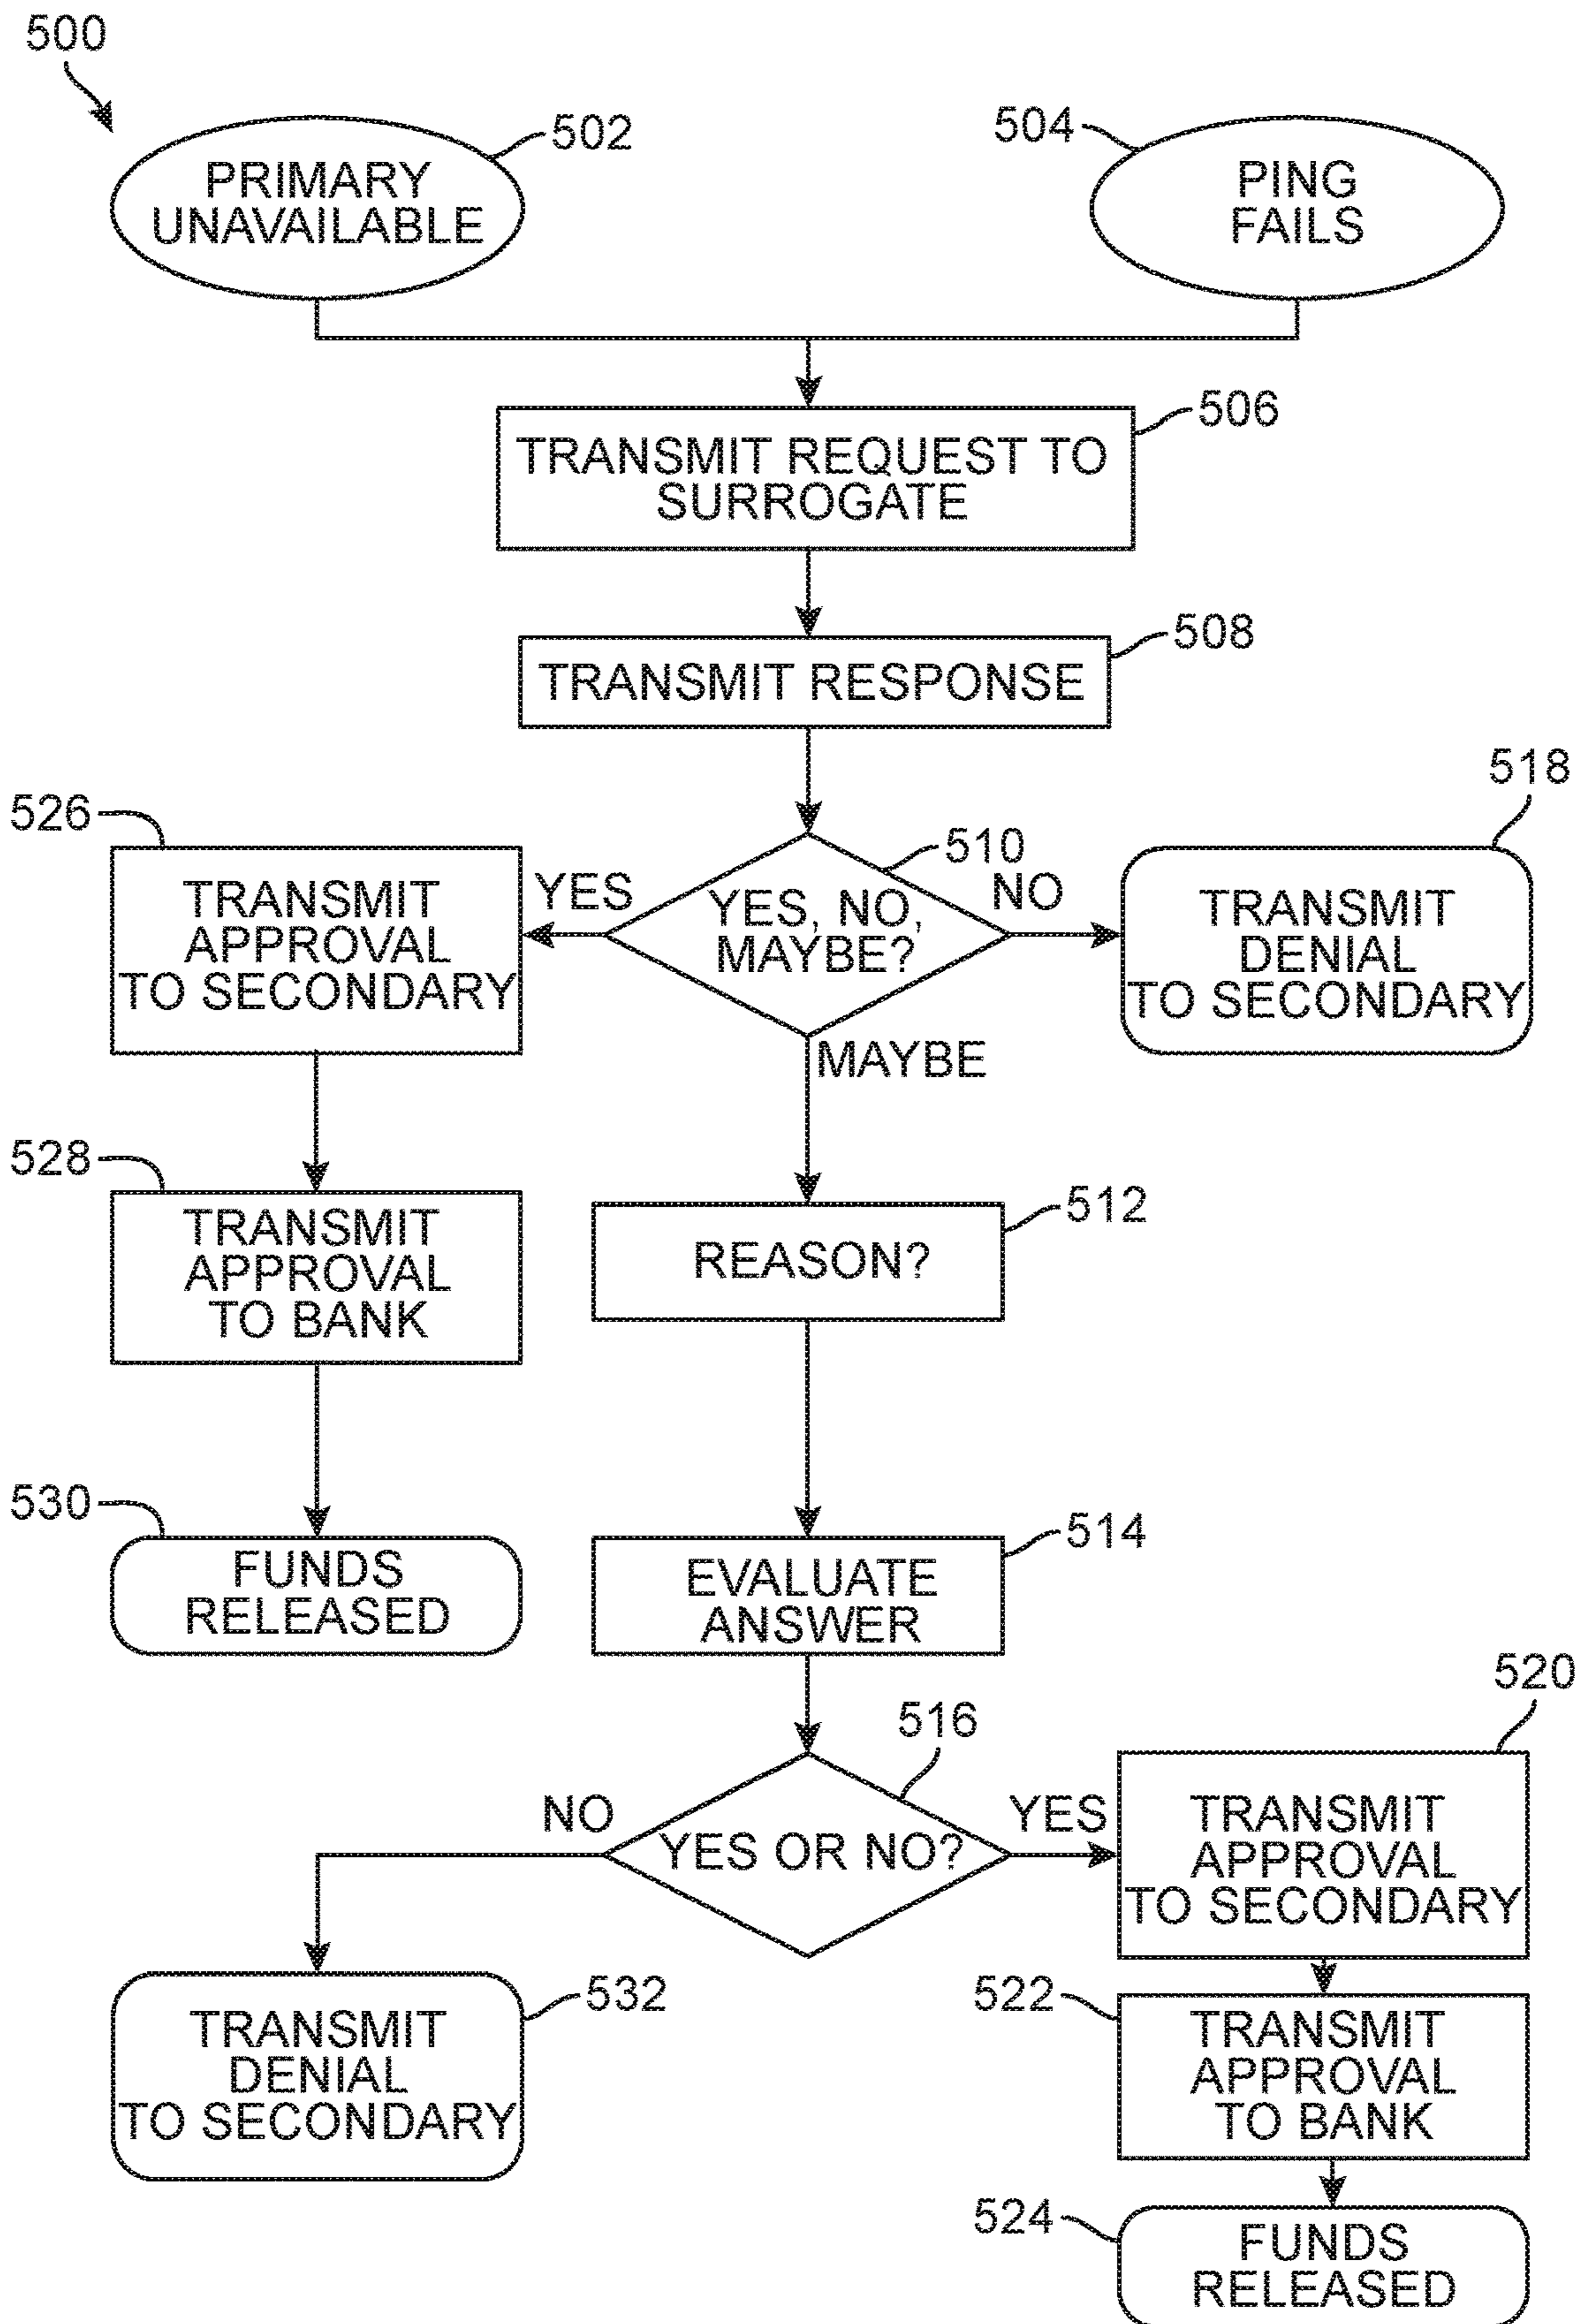 500
502
PRIMARY
UNAVAILABLE
504
PING
FAILS
506
TRANSMIT REQUEST TO
SURROGATE
508
TRANSMIT RESPONSE
510
YES, NO,
MAYBE?
YES
NO
MAYBE
526
TRANSMIT
APPROVAL
TO SECONDARY
518
TRANSMIT
DENIAL
TO SECONDARY
528
TRANSMIT
APPROVAL
TO BANK
512
REASON?
530
FUNDS
RELEASED
514
EVALUATE
ANSWER
516
YES OR NO?
NO
YES
520
TRANSMIT
APPROVAL
TO SECONDARY
532
TRANSMIT
DENIAL
TO SECONDARY
522
TRANSMIT
APPROVAL
TO BANK
524
FUNDS
RELEASED